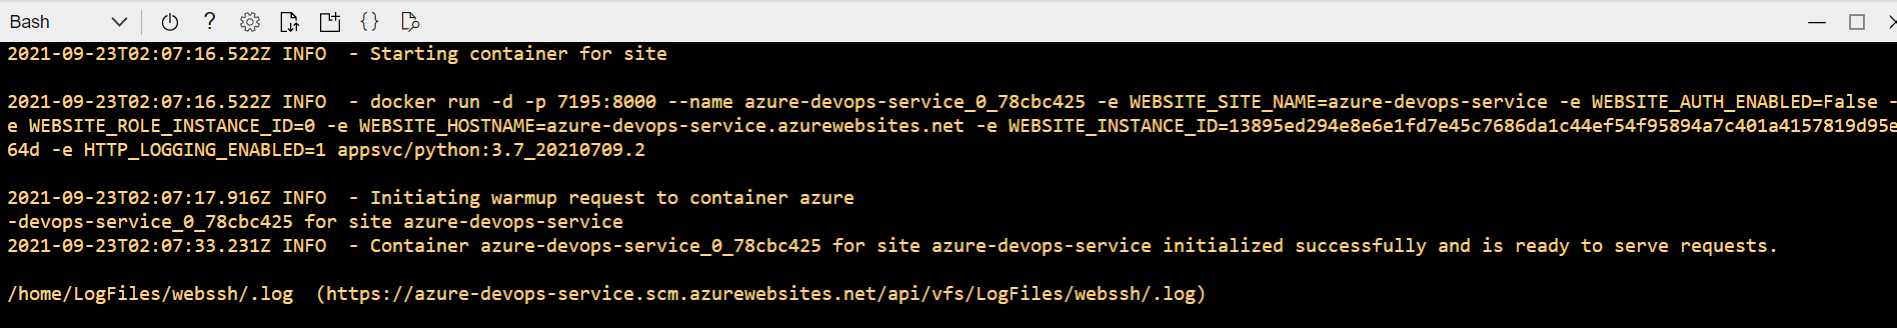 Bash
2021-09-23T02:07:16.522Z INFO  - Starting container for site
2021-09-23T02:07:16.522Z INFO  - docker run -d -p 7195:8000 --name azure-devops-service_0_78cbc425 -e WEBSITE_SITE_NAME=azure-devops-service -e WEBSITE_AUTH_ENABLED=False -
e WEBSITE_ROLE_INSTANCE_ID=0 -e WEBSITE_HOSTNAME=azure-devops-service.azurewebsites.net -e WEBSITE_INSTANCE_ID=13895ed294e8e6e1fd7e45c7686da1c44ef54f95894a7c401a4157819d95e
64d -e HTTP_LOGGING_ENABLED=1 appsvc/python:3.7_20210709.2
2021-09-23T02:07:17.916Z INFO  - Initiating warmup request to container azure
-devops-service_0_78cbc425 for site azure-devops-service
2021-09-23T02:07:33.231Z INFO  - Container azure-devops-service_0_78cbc425 for site azure-devops-service initialized successfully and is ready to serve requests.
/home/LogFiles/webssh/.log  (https://azure-devops-service.scm.azurewebsites.net/api/vfs/LogFiles/webssh/.log)